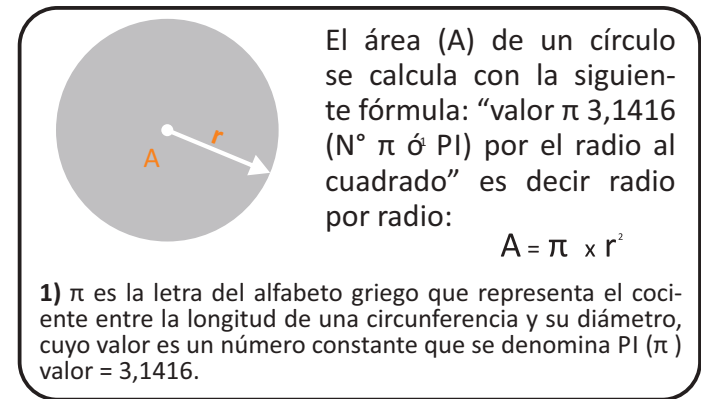 El área (A) de un círculo
se calcula con la siguien-
te fórmula: “valor π 3,1416
(N° π ó¹ PI) por el radio al
cuadrado” es decir radio
por radio:
A = π x r²
r
A
1) π es la letra del alfabeto griego que representa el coci-
ente entre la longitud de una circunferencia y su diámetro,
cuyo valor es un número constante que se denomina PI (π )
valor = 3,1416.